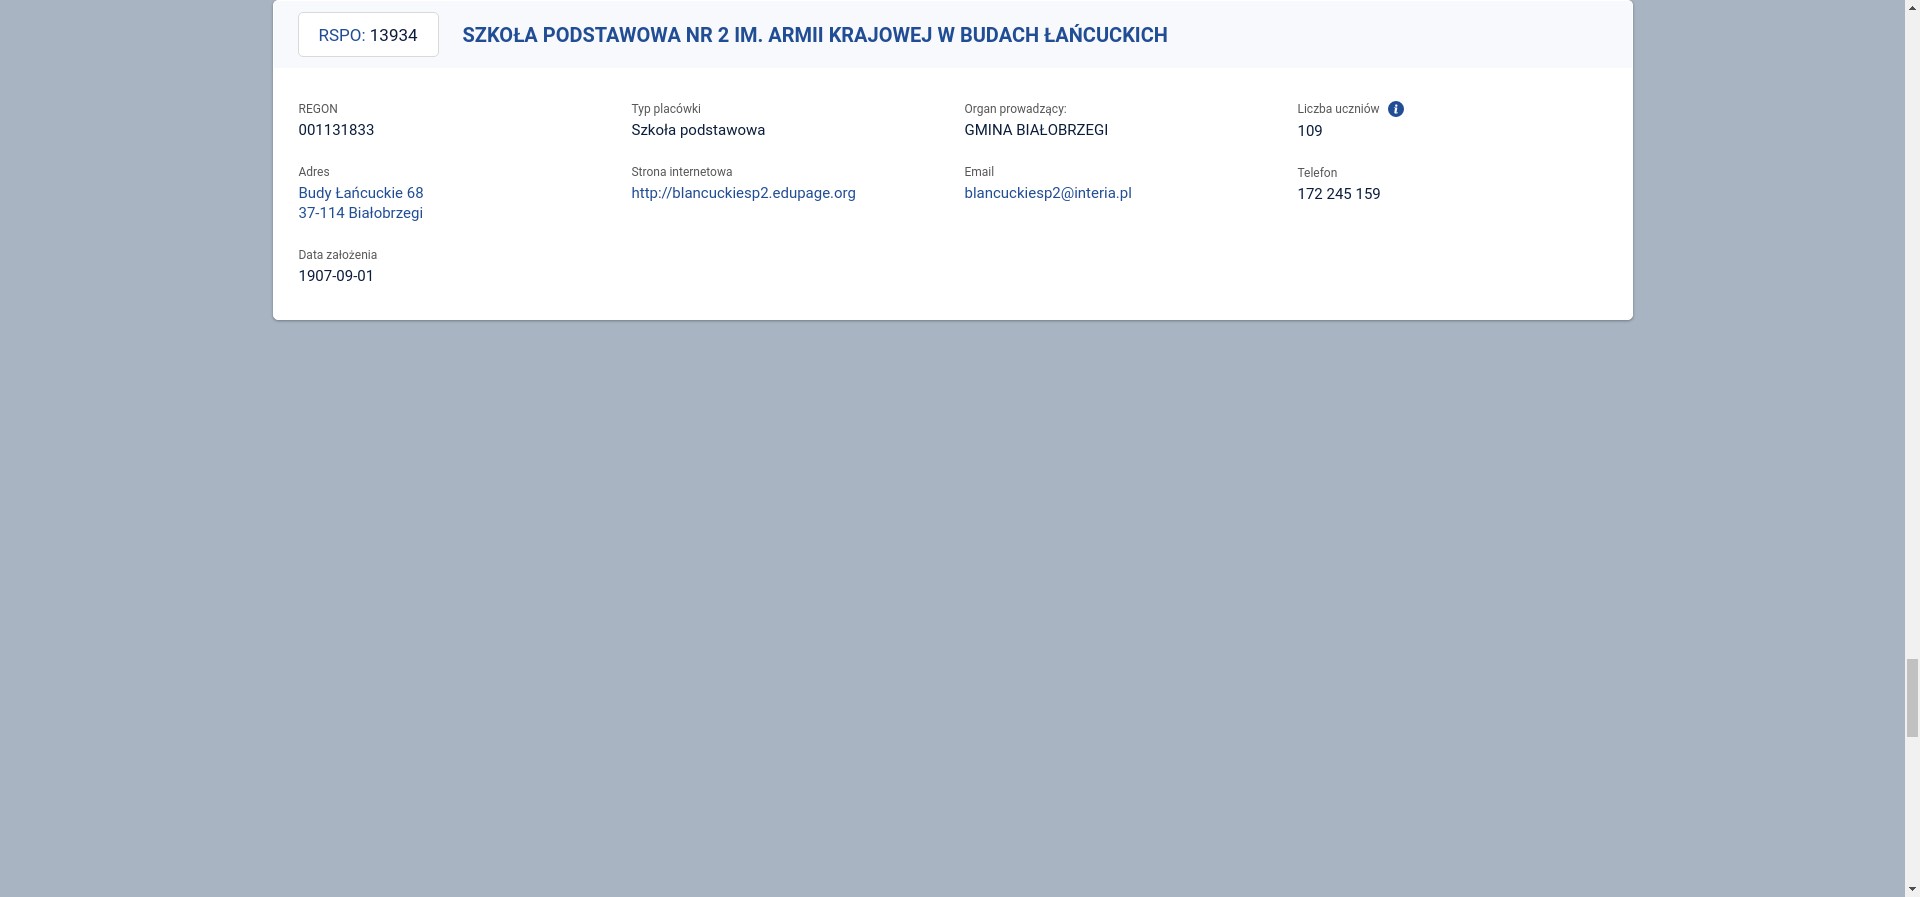 RSPO: 13934
SZKOŁA PODSTAWOWA NR 2 IM. ARMII KRAJOWEJ W BUDACH ŁAŃCUCKICH
REGON
001131833
Typ placówki
Szkoła podstawowa
Organ prowadzący:
GMINA BIAŁOBRZEGI
Liczba uczniów
109
Adres
Budy Łańcuckie 68
37-114 Białobrzegi
Strona internetowa
http://blancuckiesp2.edupage.org
Email
blancuckiesp2@interia.pl
Telefon
172 245 159
Data założenia
1907-09-01